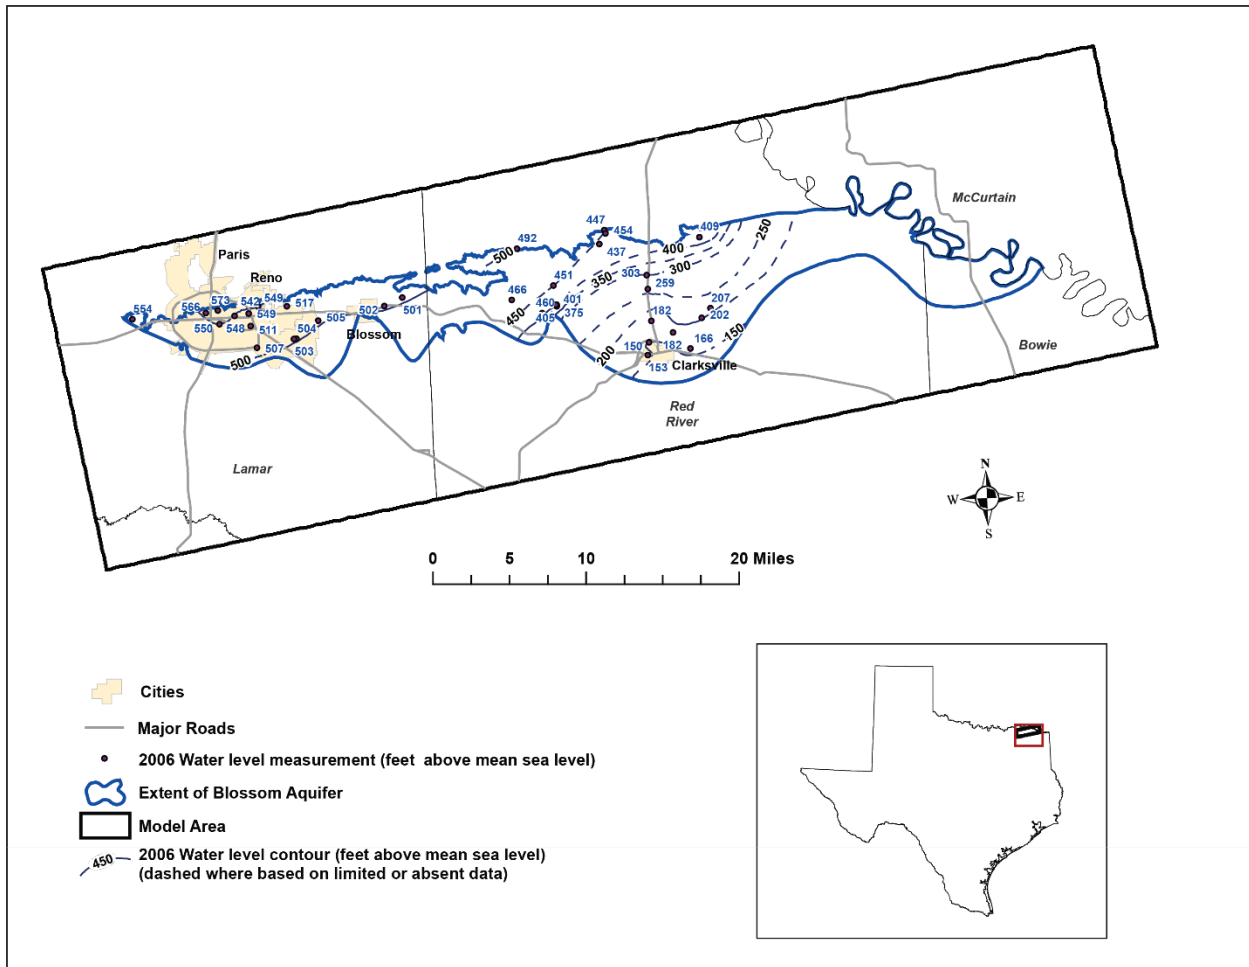 McCurtain
447
454
409
250
492
437
Paris
500
400
Reno
451
350
303
300
259
573
542
549
517
466
460
401
207
554
566
549
502
501
375
182
202
550
548
504
505
450
405
150
511
Blossom
507
503
200
150
182
166
Bowie
500
153
Clarksville
Red
River
Lamar
N
W
E
S
0
5
10
20 Miles
Cities
Major Roads
2006 Water level measurement (feet above mean sea level)
Extent of Blossom Aquifer
Model Area
450
2006 Water level contour (feet above mean sea level)
(dashed where based on limited or absent data)